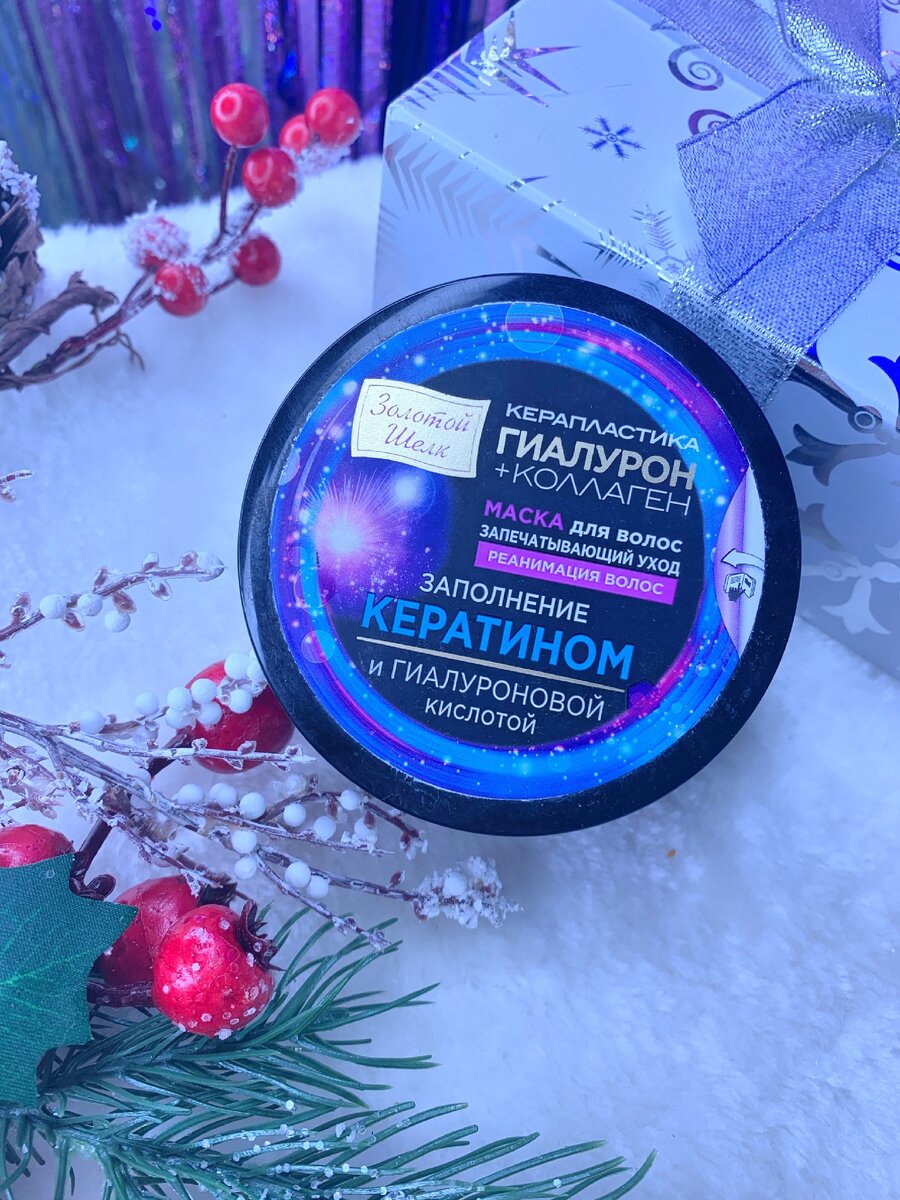 Золотой
Шелк
КЕРАПЛАСТИКА
ГИАЛУРОН
+КОЛЛАГЕН
МАСКА для волос
ЗАПЕЧАТЫВАЮЩИЙ УХОД
РЕАНИМАЦИЯ ВОЛОС
ЗАПОЛНЕНИЕ
КЕРАТИНОМ
и ГИАЛУРОНОВОЙ
кислотой